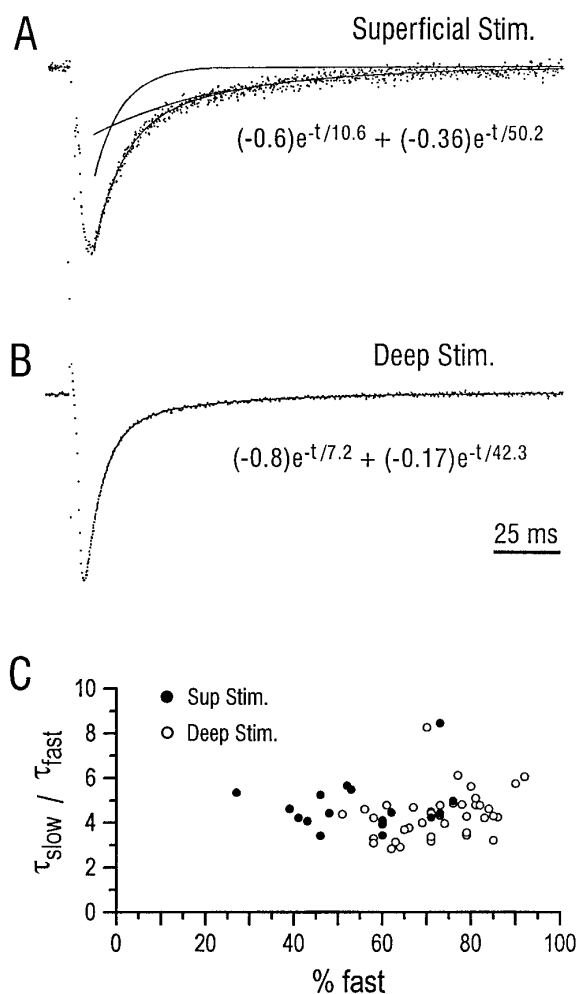 A
Superficial Stim.
(-0.6)e-t/10.6 + (-0.36)e-t/50.2
B
Deep Stim.
(-0.8)e-t/7.2 + (-0.17)e-t/42.3
25 ms
C
10
8
6
4
2
0
τslow / τfast
Sup Stim.
Deep Stim.
0 20 40 60 80 100
% fast